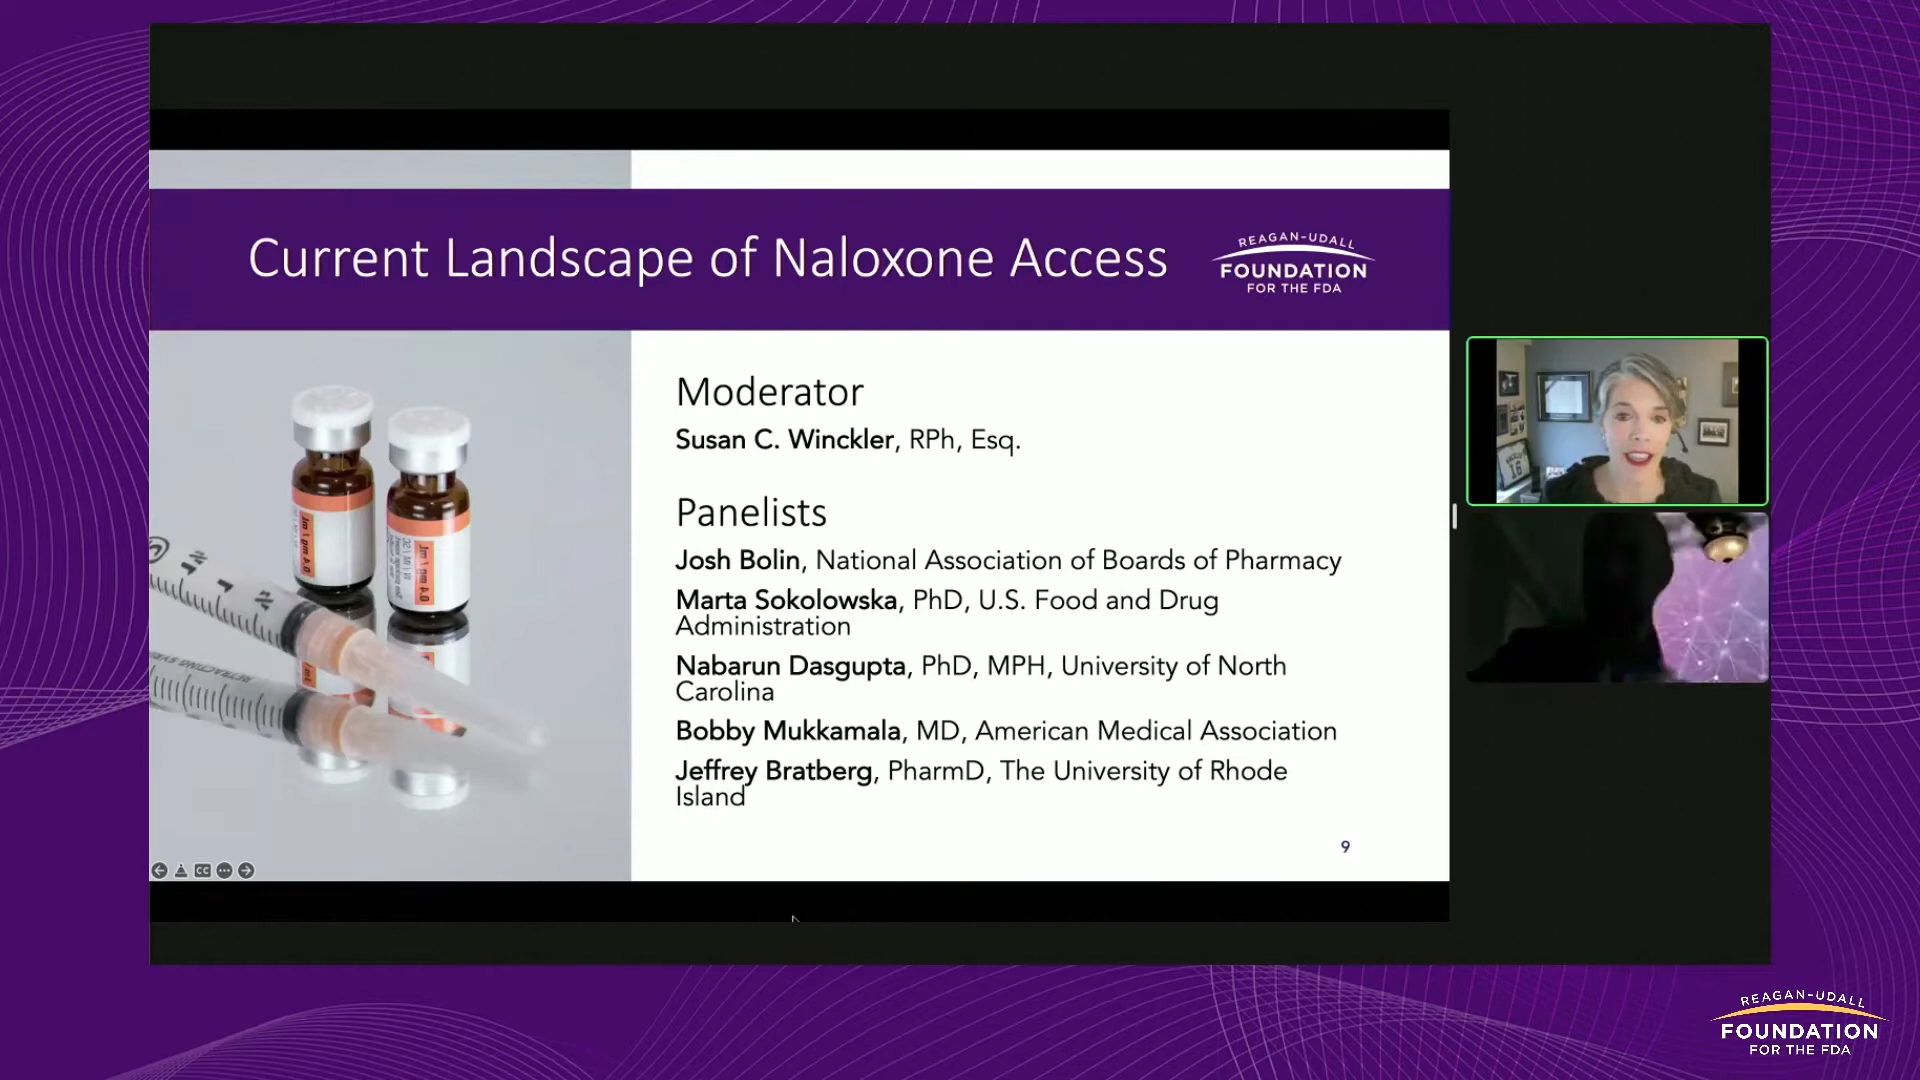 Current Landscape of Naloxone Access
REAGAN-UDALL
FOUNDATION
FOR THE FDA
Moderator
Susan C. Winckler, RPh, Esq.
Panelists
Josh Bolin, National Association of Boards of Pharmacy
Marta Sokolowska, PhD, U.S. Food and Drug
Administration
Nabarun Dasgupta, PhD, MPH, University of North
Carolina
Bobby Mukkamala, MD, American Medical Association
Jeffrey Bratberg, PharmD, The University of Rhode
Island
9
CC
16
REAGAN-UDALL
FOUNDATION
FOR THE FDA